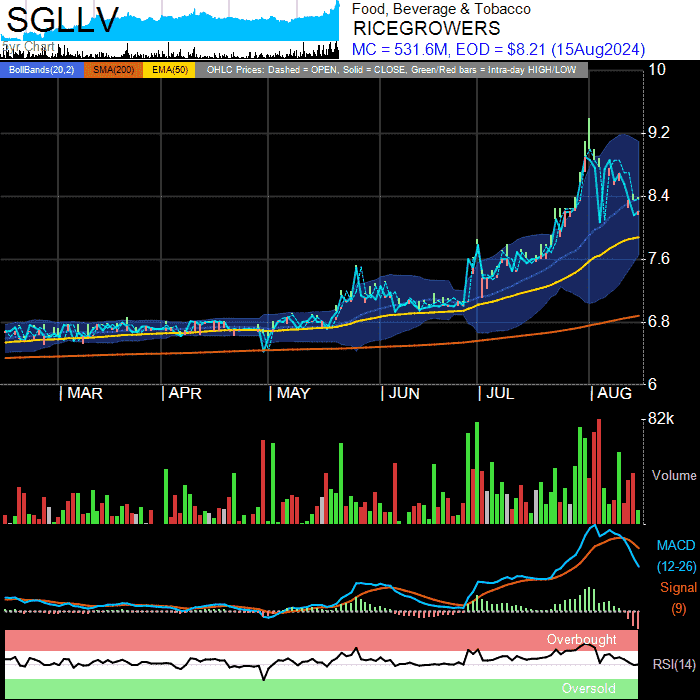 SGLLV
Food, Beverage & Tobacco
RICEGROWERS
MC = 531.6M, EOD = $8.21 (15Aug2024)
Chart
BollBands(20,2) SMA(200) EMA(50) OHLC Prices: Dashed = OPEN, Solid = CLOSE, Green/Red bars = Intra-day HIGH/LOW
10
9.2
8.4
7.6
6.8
6
MAR APR MAY JUN JUL AUG
82k
Volume
MACD
(12-26)
Signal
(9)
Overbought
RSI(14)
Oversold